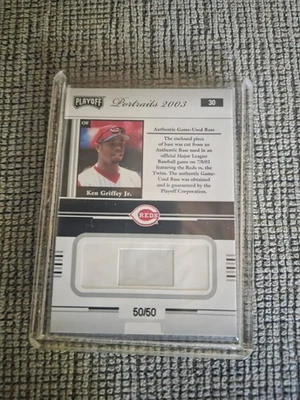 PLAYOFF Portraits 2003 30
OF
Ken Griffey Jr.
Authentic Game-Used Base
The enclosed piece
of base was cut from an
Authentic Base used in an
official Major League
Baseball game on 7/8/01
featuring the Reds vs. the
Twins. The authentic Game-
Used Base was obtained
and is guaranteed by the
Playoff Corporation.
REDS
50/50